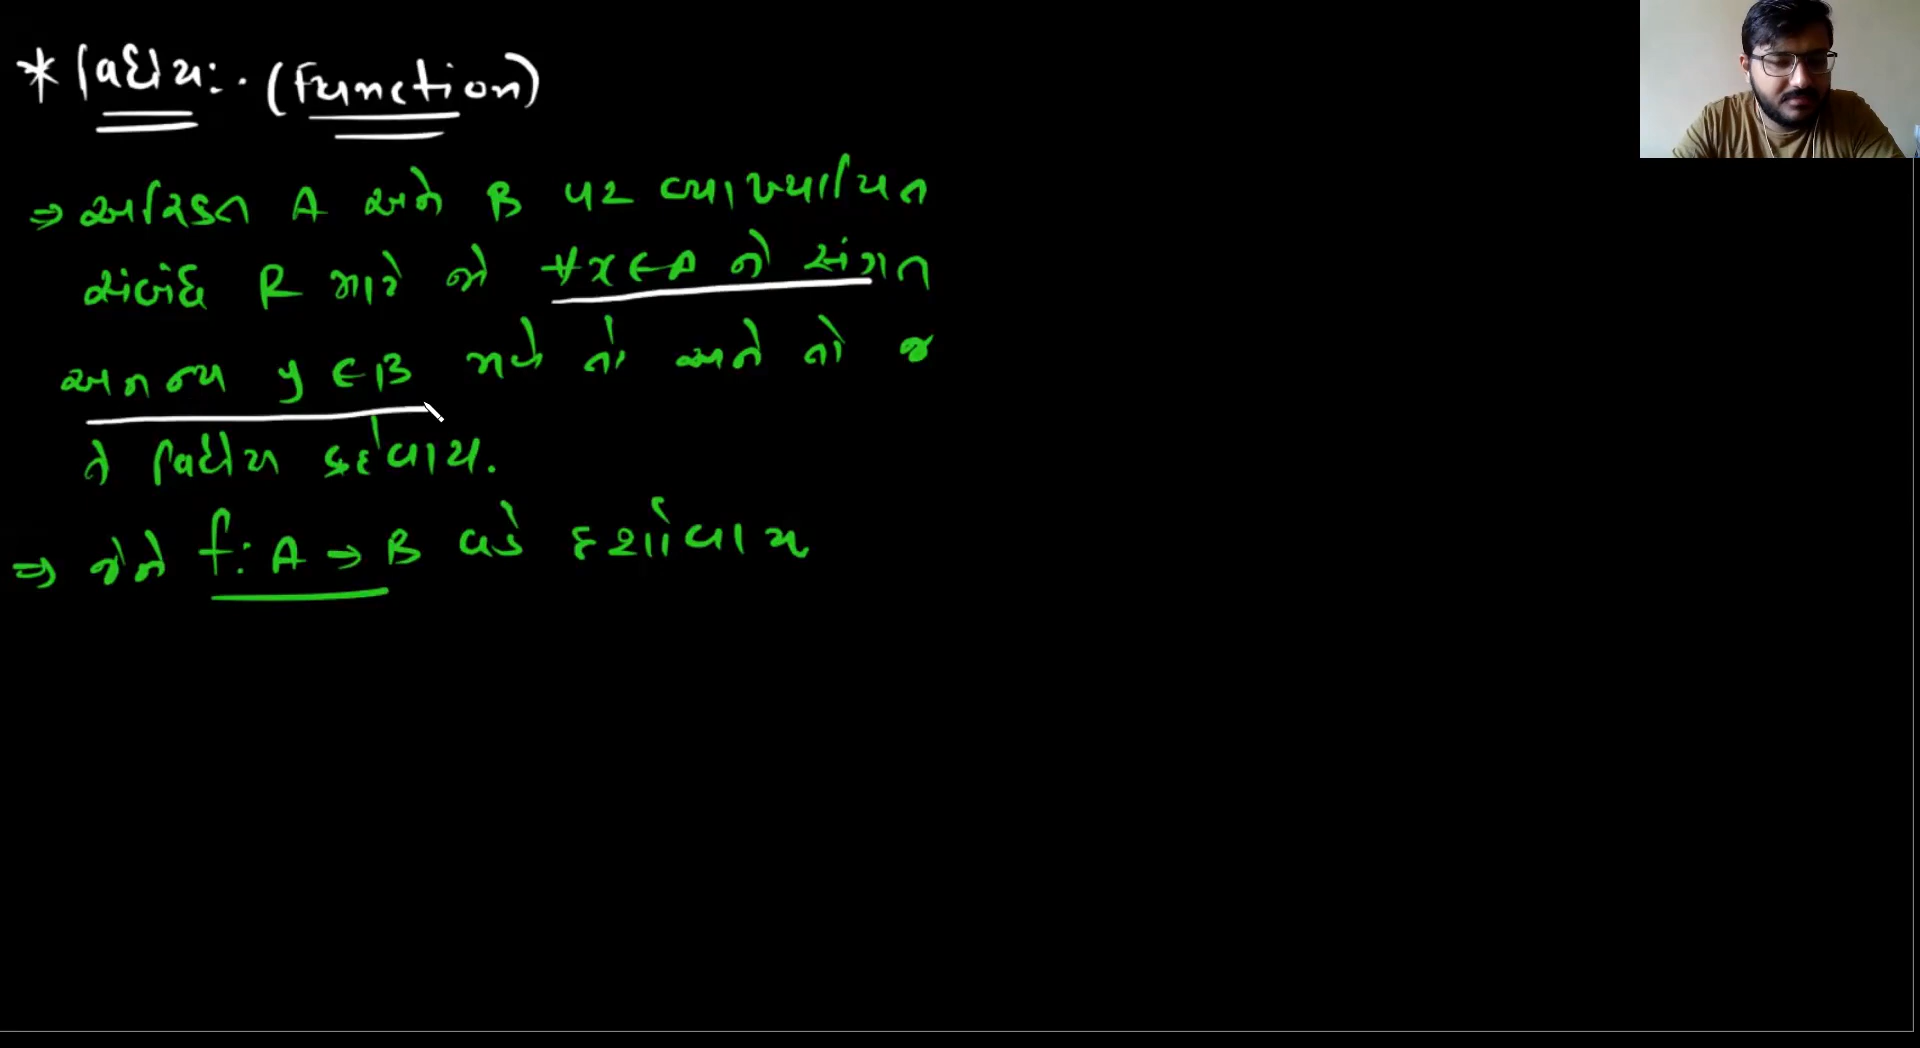 * વિધેય:- (Function)
⇒ અરિક્ત A અને B પર વ્યાખ્યાયિત
સંબંધ R માટે જો ∀x∈A ને સંગત
અનન્ય y∈B મળે તો અને તો જ
તે વિધેય કહેવાય.
⇒ જેને f: A → B વડે દર્શાવાય